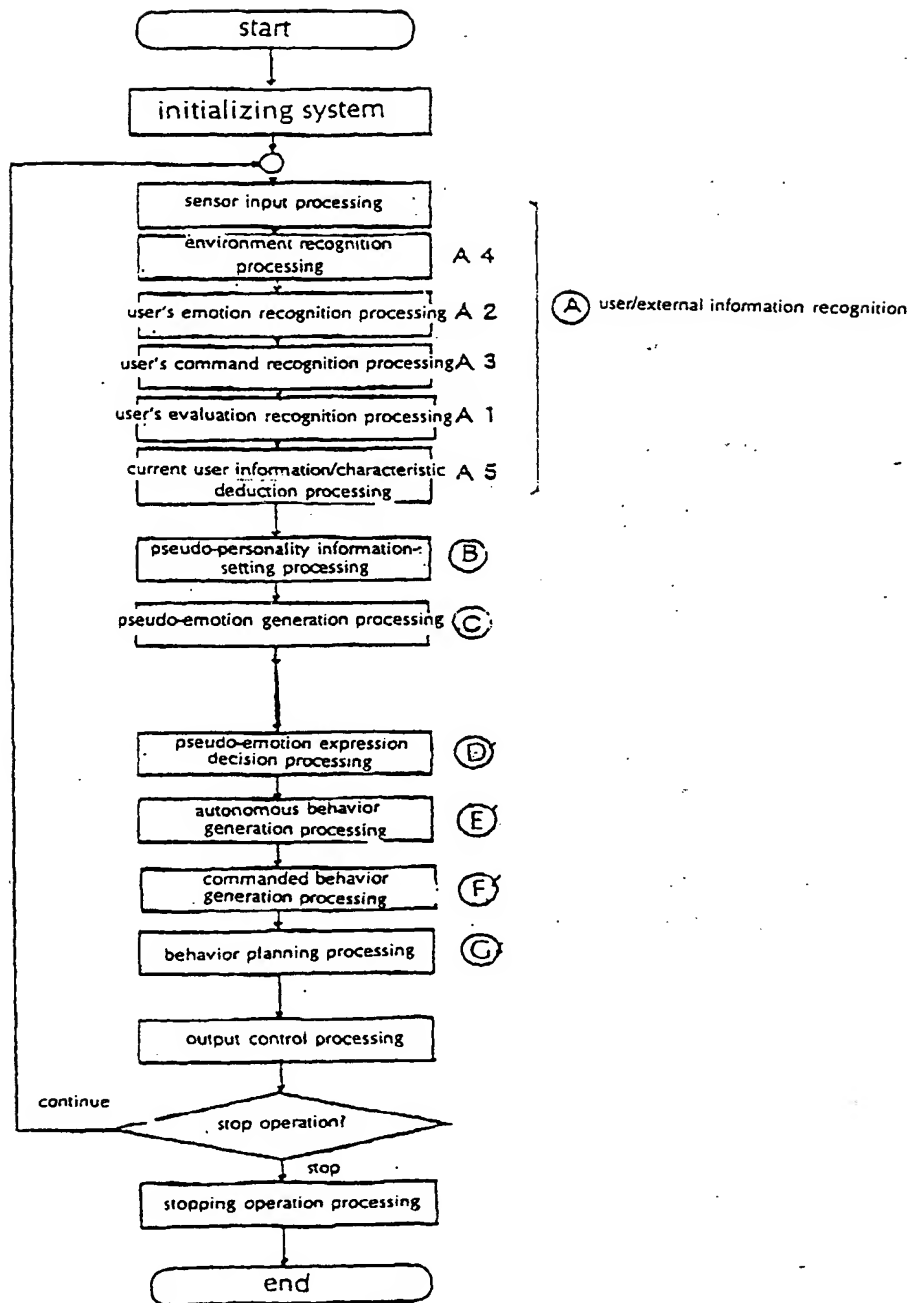 start
initializing system
sensor input processing
environment recognition
processing
A 4
user's emotion recognition processing
A 2
A user/external information recognition
user's command recognition processing
A 3
user's evaluation recognition processing
A 1
current user information/characteristic
deduction processing
A 5
pseudo-personality information-
setting processing
B
pseudo-emotion generation processing
C
pseudo-emotion expression
decision processing
D
autonomous behavior
generation processing
E
commanded behavior
generation processing
F
behavior planning processing
G
output control processing
continue
stop operation?
stop
stopping operation processing
end